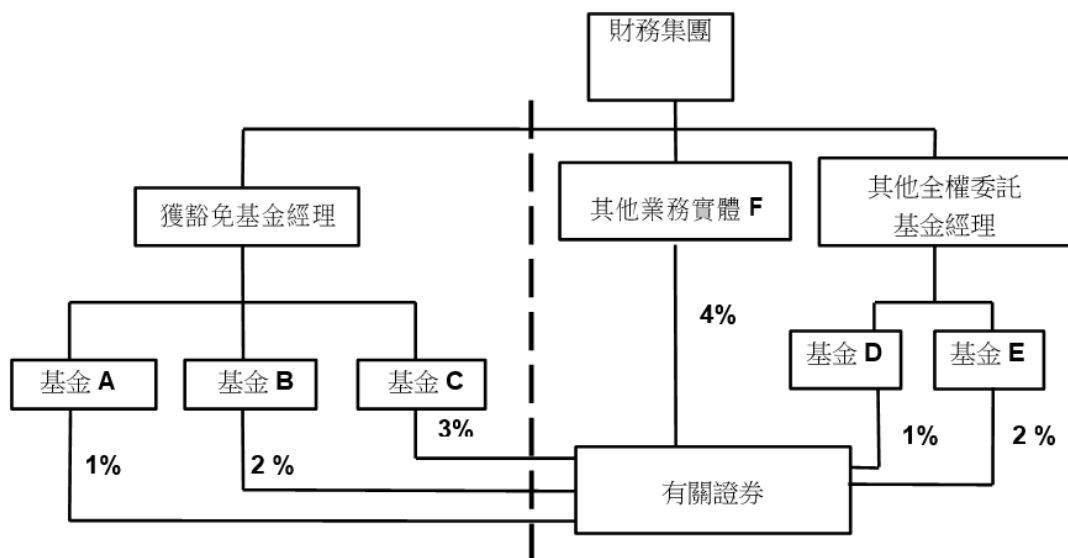 財務集團
獲豁免基金經理
其他業務實體 F
其他全權委託
基金經理
4%
基金 A
基金 B
基金 C
基金 D
基金 E
3%
1%
2 %
1%
2 %
有關證券